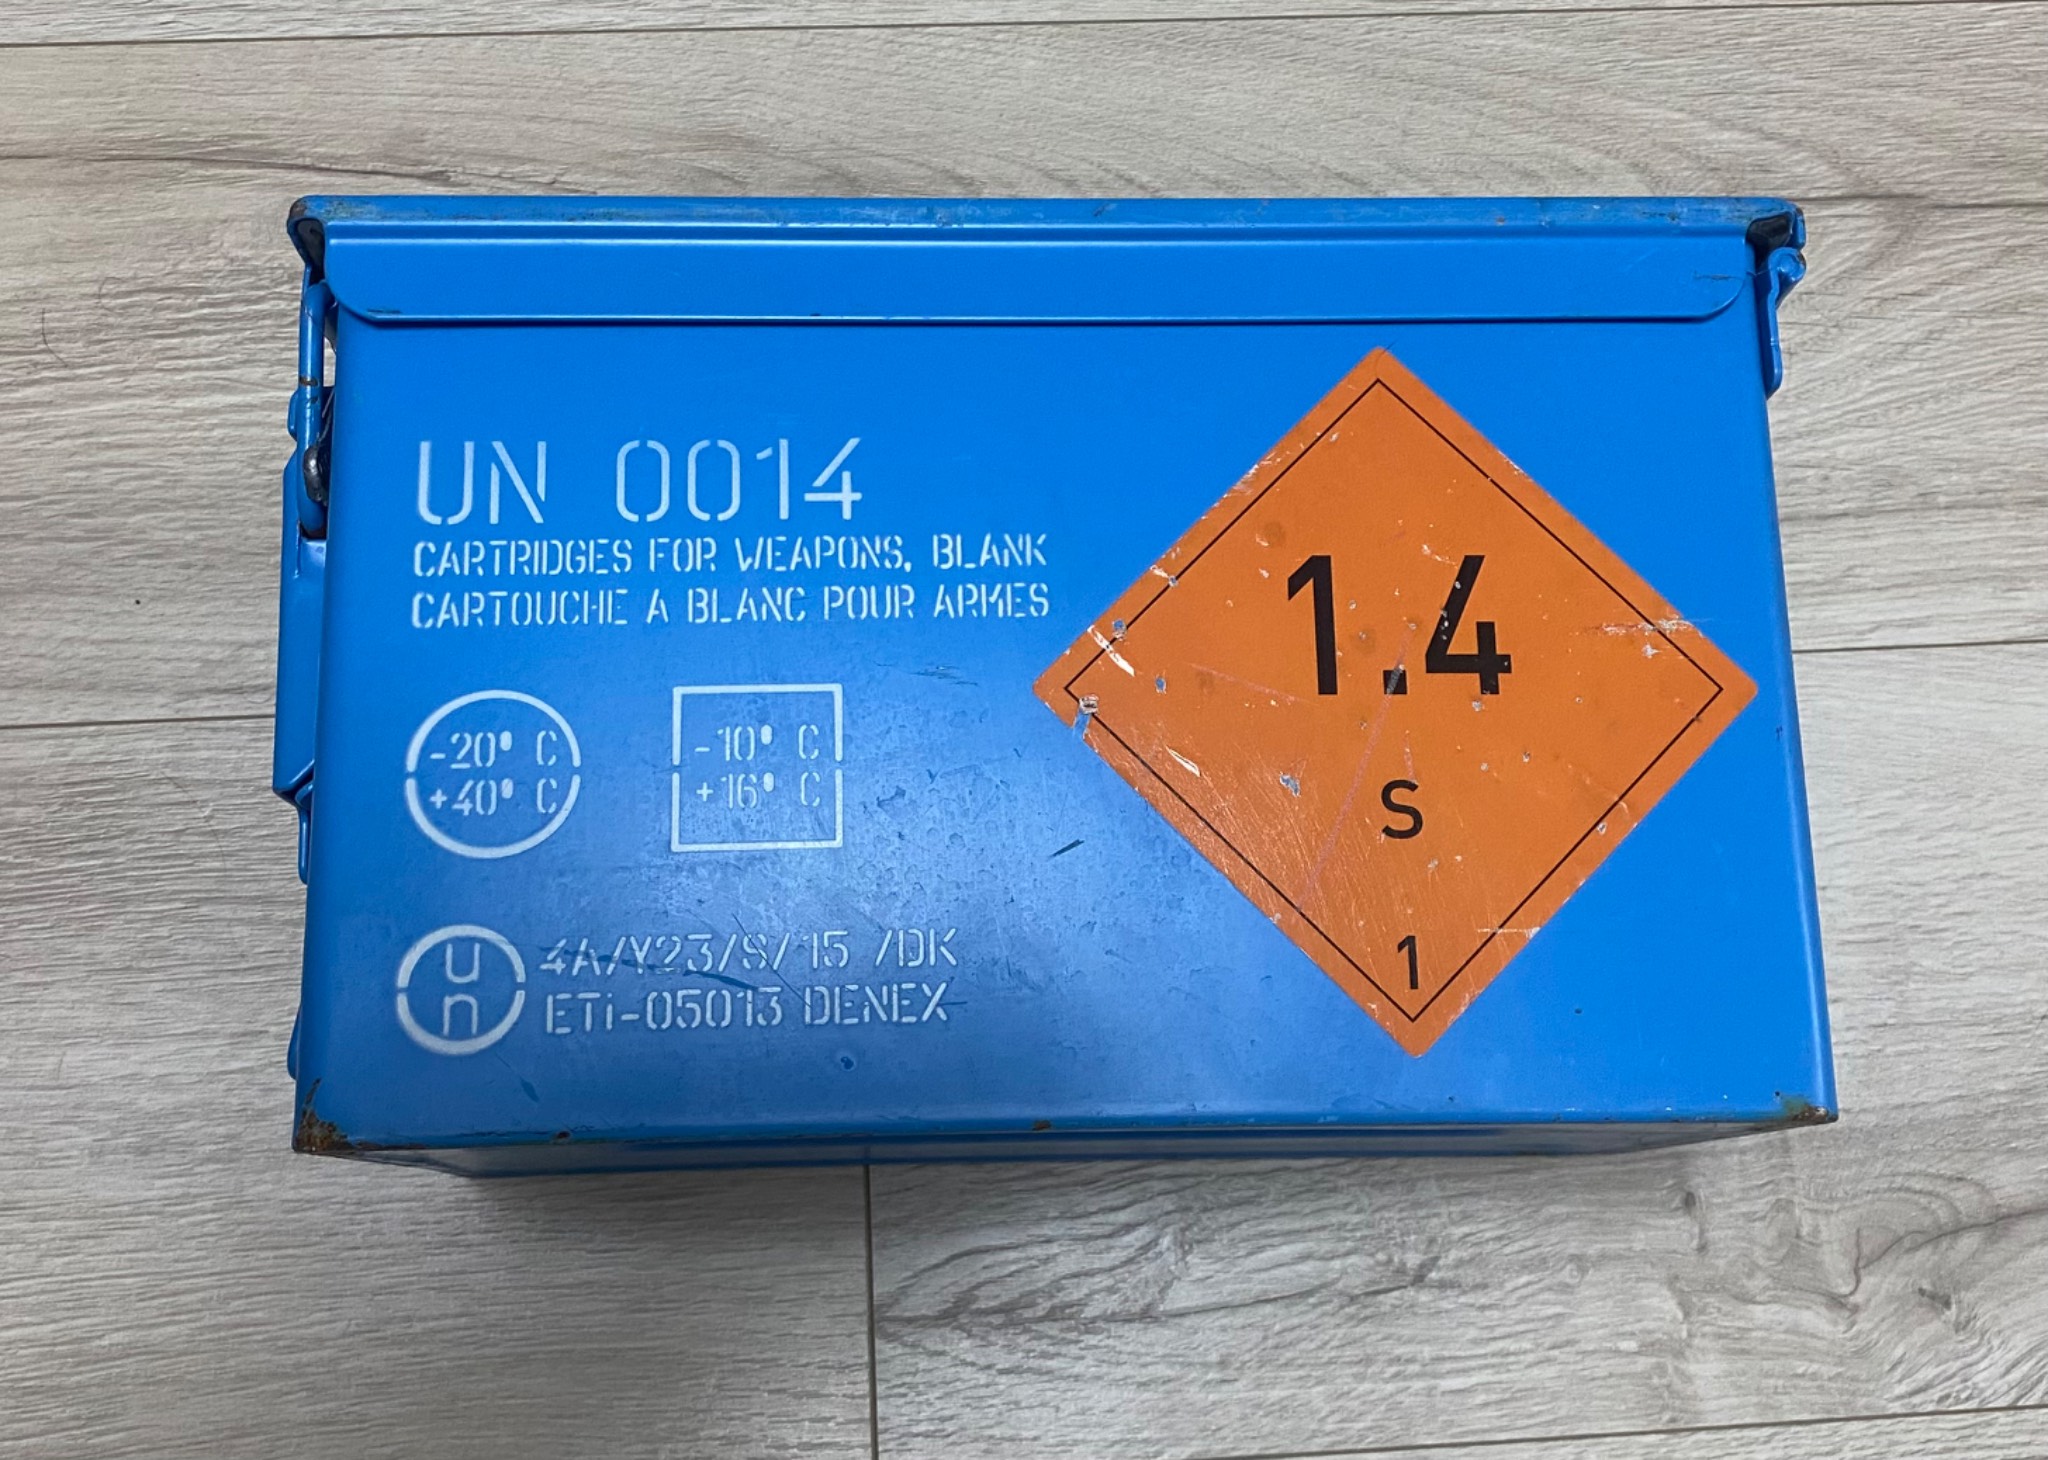 UN 0014
CARTRIDGES FOR WEAPONS, BLANK
CARTOUCHE A BLANC POUR ARMES
-20° C
+40° C
-10° C
+16° C
un
4A/Y23/S/15 /DK
ETi-05013 DENEX
1.4
S
1